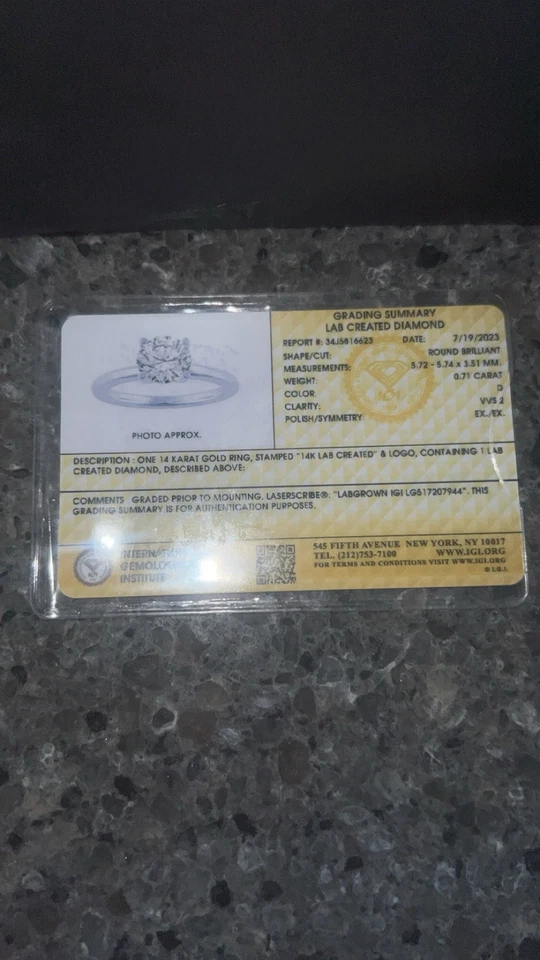 GRADING SUMMARY
LAB CREATED DIAMOND
REPORT #: 34J5816623 DATE: 7/19/2023
SHAPE/CUT: ROUND BRILLIANT
MEASUREMENTS: 5.72 - 5.74 x 3.51 MM.
WEIGHT: 0.71 CARAT
COLOR: D
CLARITY: VVS 2
POLISH/SYMMETRY: EX./EX.
IGI
PHOTO APPROX.
DESCRIPTION : ONE 14 KARAT GOLD RING, STAMPED "14K LAB CREATED" & LOGO, CONTAINING 1 LAB
CREATED DIAMOND, DESCRIBED ABOVE:
COMMENTS GRADED PRIOR TO MOUNTING. LASERSCRIBE®: "LABGROWN IGI LG517207944". THIS
GRADING SUMMARY IS FOR AUTHENTICATION PURPOSES.
INSTITUTE
545 FIFTH AVENUE NEW YORK, NY 10017
TEL. (212)753-7100 WWW.IGI.ORG
FOR TERMS AND CONDITIONS VISIT WWW.IGI.ORG
© I.G.I.